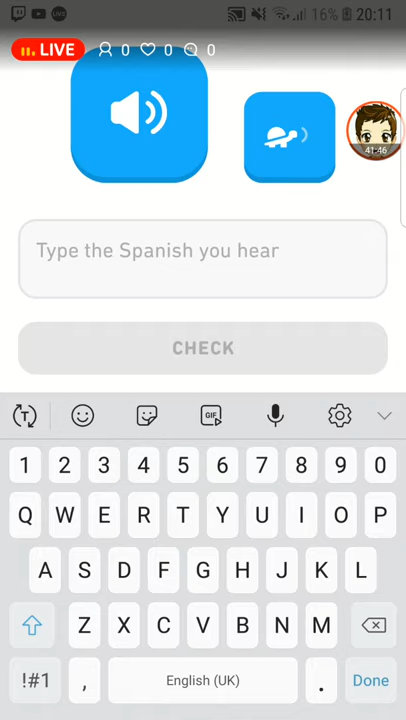 LIVE 16% 20:11
LIVE 0 0 0
41:46
Type the Spanish you hear
CHECK
T GIF
1 2 3 4 5 6 7 8 9 0
Q W E R T Y U I O P
A S D F G H J K L
Z X C V B N M
!#1 , English (UK) . Done